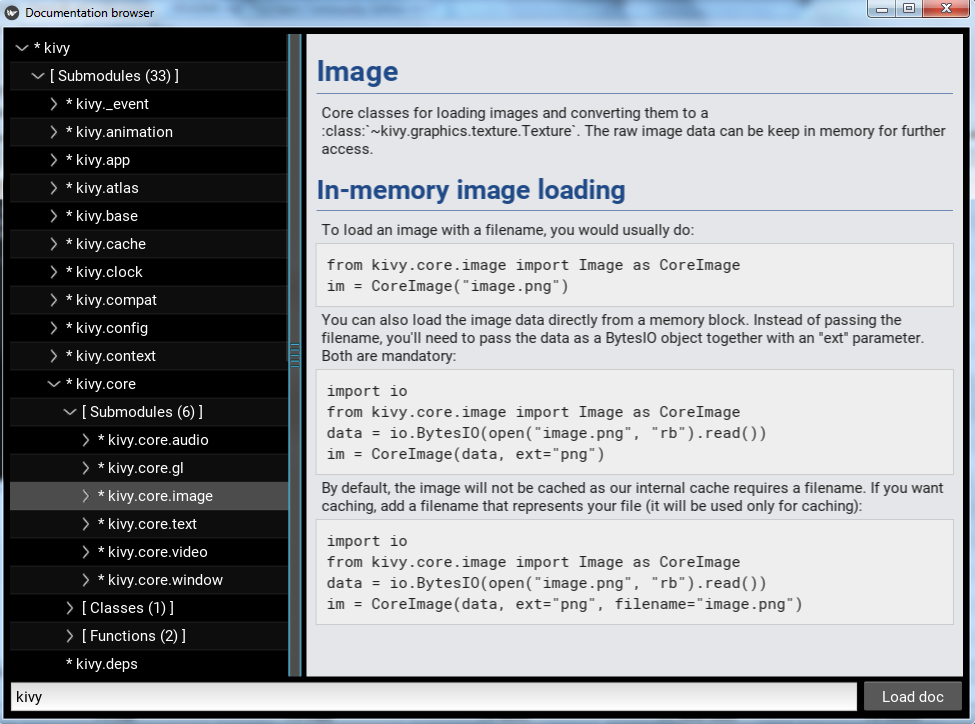 Documentation browser
* kivy
[ Submodules (33) ]
* kivy._event
* kivy.animation
* kivy.app
* kivy.atlas
* kivy.base
* kivy.cache
* kivy.clock
* kivy.compat
* kivy.config
* kivy.context
* kivy.core
[ Submodules (6) ]
* kivy.core.audio
* kivy.core.gl
* kivy.core.image
* kivy.core.text
* kivy.core.video
* kivy.core.window
[ Classes (1) ]
[ Functions (2) ]
* kivy.deps
Image
Core classes for loading images and converting them to a
:class:`~kivy.graphics.texture.Texture`. The raw image data can be keep in memory for further
access.
In-memory image loading
To load an image with a filename, you would usually do:
from kivy.core.image import Image as CoreImage
im = CoreImage("image.png")
You can also load the image data directly from a memory block. Instead of passing the
filename, you'll need to pass the data as a BytesIO object together with an "ext" parameter.
Both are mandatory:
import io
from kivy.core.image import Image as CoreImage
data = io.BytesIO(open("image.png", "rb").read())
im = CoreImage(data, ext="png")
By default, the image will not be cached as our internal cache requires a filename. If you want
caching, add a filename that represents your file (it will be used only for caching):
import io
from kivy.core.image import Image as CoreImage
data = io.BytesIO(open("image.png", "rb").read())
im = CoreImage(data, ext="png", filename="image.png")
kivy
Load doc